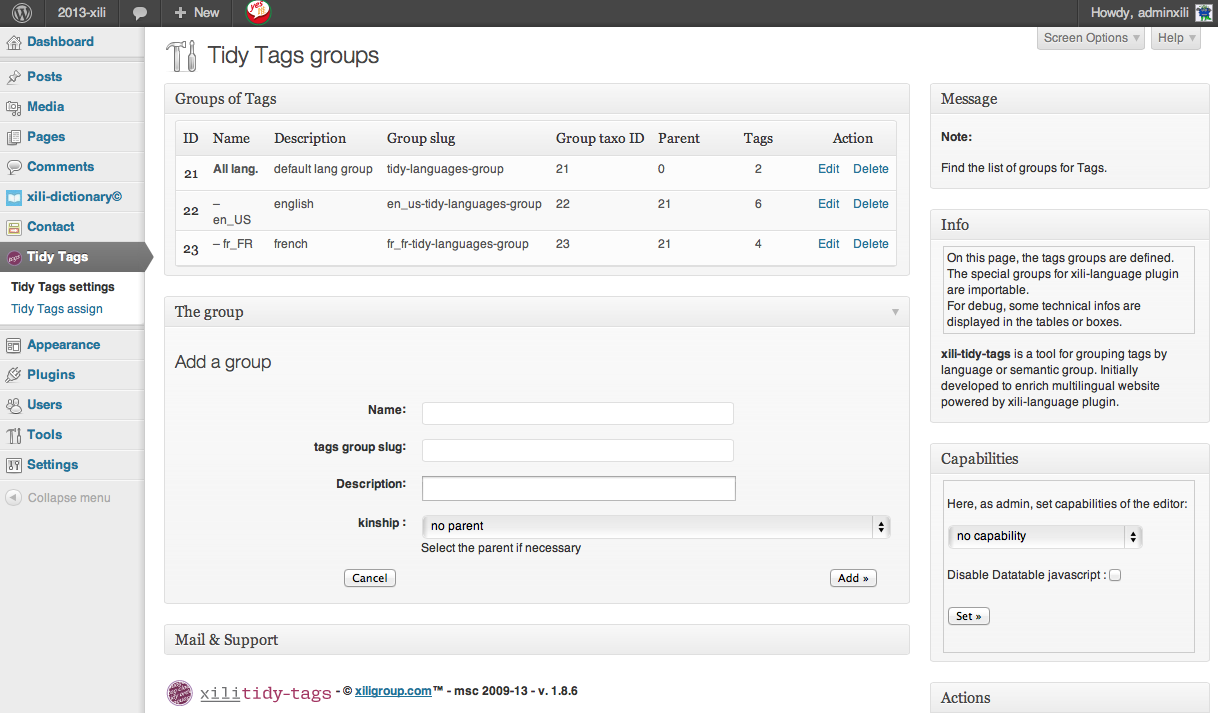 2013-xili
New
yes
Howdy, adminxili
Dashboard
Posts
Media
Pages
Comments
xili-dictionary©
Contact
Tidy Tags
Tidy Tags settings
Tidy Tags assign
Appearance
Plugins
Users
Tools
Settings
Collapse menu
Screen Options
Help
Tidy Tags groups
Groups of Tags
ID Name Description Group slug Group taxo ID Parent Tags Action
21 All lang. default lang group tidy-languages-group 21 0 2 Edit Delete
22 – en_US english en_us-tidy-languages-group 22 21 6 Edit Delete
23 – fr_FR french fr_fr-tidy-languages-group 23 21 4 Edit Delete
The group
Add a group
Name:
tags group slug:
Description:
kinship : no parent
Select the parent if necessary
Cancel Add »
Mail & Support
xilitidy-tags - © xiligroup.com™ - msc 2009-13 - v. 1.8.6
Message
Note:
Find the list of groups for Tags.
Info
On this page, the tags groups are defined.
The special groups for xili-language plugin
are importable.
For debug, some technical infos are
displayed in the tables or boxes.
xili-tidy-tags is a tool for grouping tags by
language or semantic group. Initially
developed to enrich multilingual website
powered by xili-language plugin.
Capabilities
Here, as admin, set capabilities of the editor:
no capability
Disable Datatable javascript :
Set »
Actions